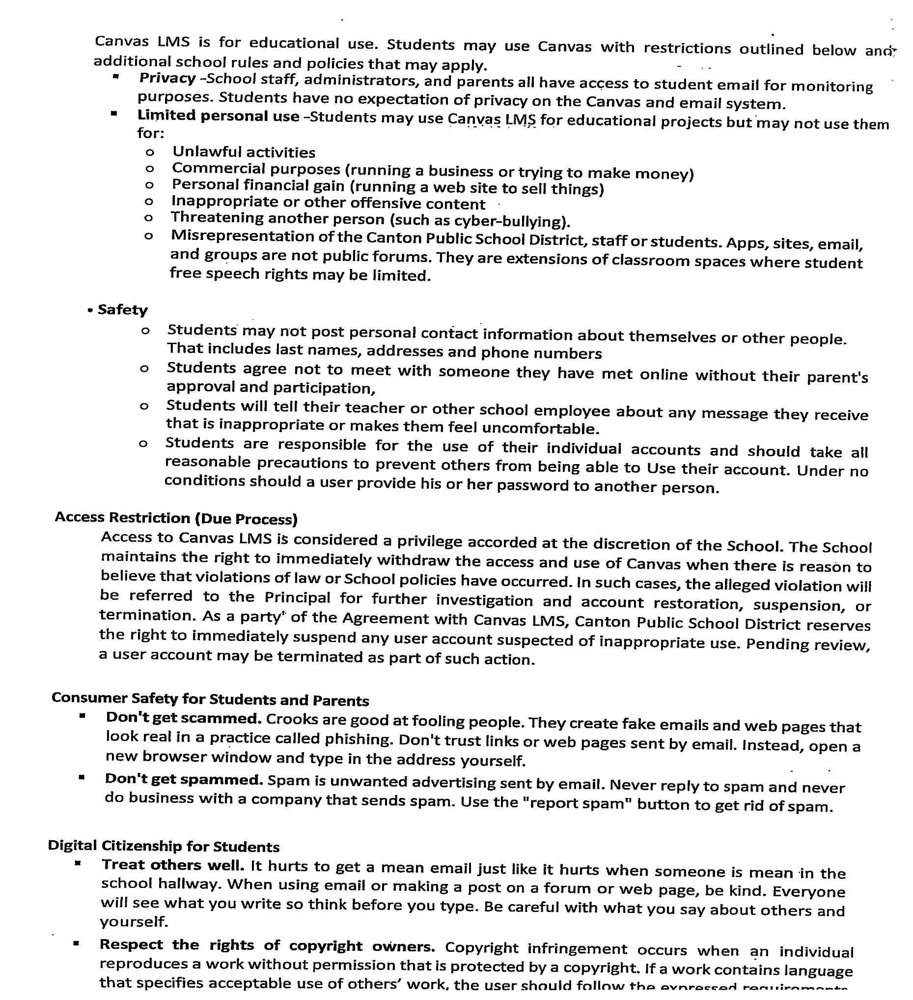 Canvas LMS is for educational use. Students may use Canvas with restrictions outlined below and
additional school rules and policies that may apply.
▪ Privacy -School staff, administrators, and parents all have access to student email for monitoring
purposes. Students have no expectation of privacy on the Canvas and email system.
▪ Limited personal use -Students may use Canvas LMS for educational projects but may not use them
for:
o Unlawful activities
o Commercial purposes (running a business or trying to make money)
o Personal financial gain (running a web site to sell things)
o Inappropriate or other offensive content
o Threatening another person (such as cyber-bullying).
o Misrepresentation of the Canton Public School District, staff or students. Apps, sites, email,
and groups are not public forums. They are extensions of classroom spaces where student
free speech rights may be limited.
• Safety
o Students may not post personal contact information about themselves or other people.
That includes last names, addresses and phone numbers
o Students agree not to meet with someone they have met online without their parent's
approval and participation,
o Students will tell their teacher or other school employee about any message they receive
that is inappropriate or makes them feel uncomfortable.
o Students are responsible for the use of their individual accounts and should take all
reasonable precautions to prevent others from being able to Use their account. Under no
conditions should a user provide his or her password to another person.
Access Restriction (Due Process)
Access to Canvas LMS is considered a privilege accorded at the discretion of the School. The School
maintains the right to immediately withdraw the access and use of Canvas when there is reason to
believe that violations of law or School policies have occurred. In such cases, the alleged violation will
be referred to the Principal for further investigation and account restoration, suspension, or
termination. As a party' of the Agreement with Canvas LMS, Canton Public School District reserves
the right to immediately suspend any user account suspected of inappropriate use. Pending review,
a user account may be terminated as part of such action.
Consumer Safety for Students and Parents
▪ Don't get scammed. Crooks are good at fooling people. They create fake emails and web pages that
look real in a practice called phishing. Don't trust links or web pages sent by email. Instead, open a
new browser window and type in the address yourself.
▪ Don't get spammed. Spam is unwanted advertising sent by email. Never reply to spam and never
do business with a company that sends spam. Use the "report spam" button to get rid of spam.
Digital Citizenship for Students
▪ Treat others well. It hurts to get a mean email just like it hurts when someone is mean in the
school hallway. When using email or making a post on a forum or web page, be kind. Everyone
will see what you write so think before you type. Be careful with what you say about others and
yourself.
▪ Respect the rights of copyright owners. Copyright infringement occurs when an individual
reproduces a work without permission that is protected by a copyright. If a work contains language
that specifies acceptable use of others' work, the user should follow the expressed requirements.